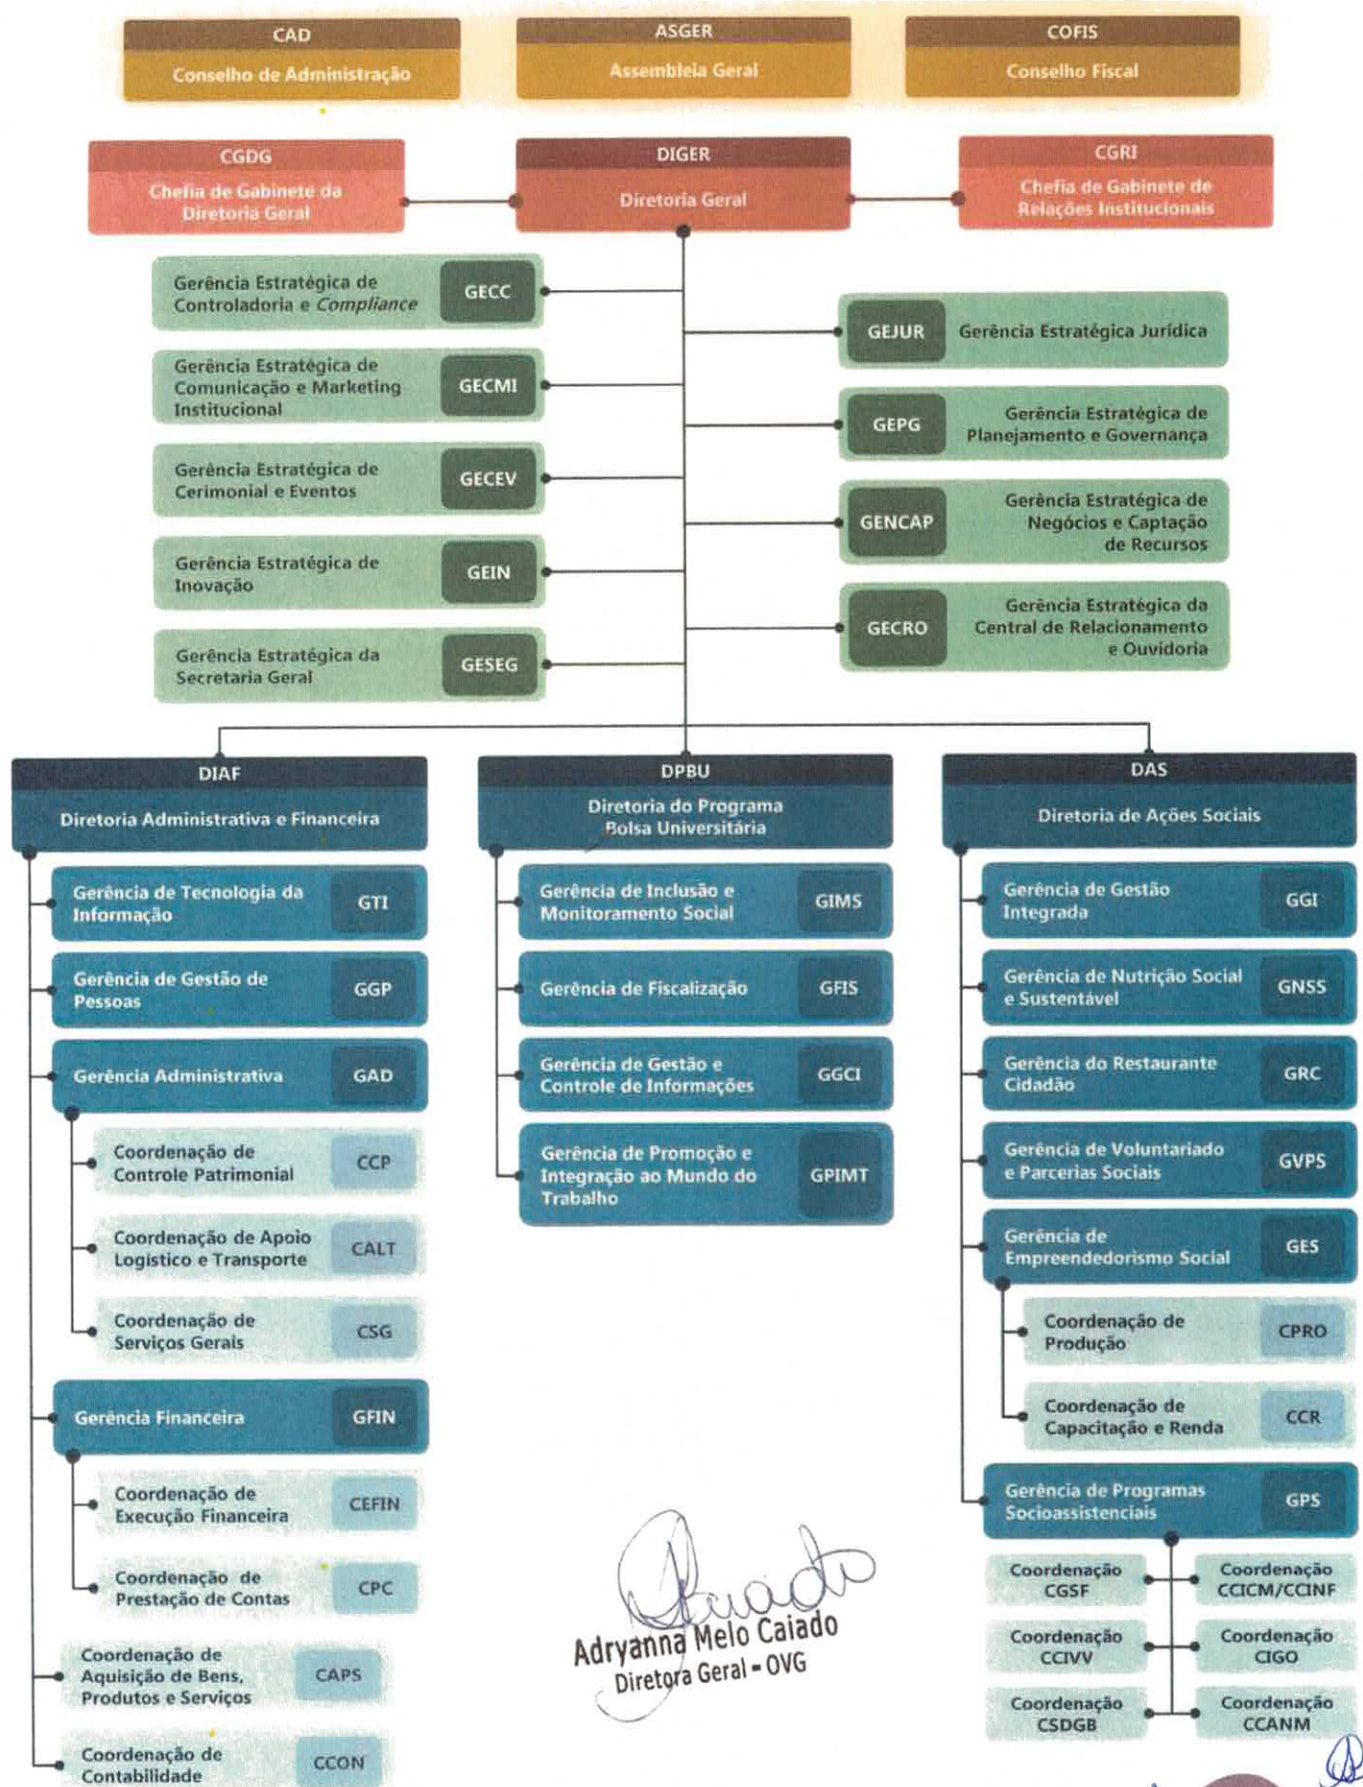 CAD
Conselho de Administração
ASGER
Assembleia Geral
COFIS
Conselho Fiscal
CGDG
Chefia de Gabinete da
Diretoria Geral
DIGER
Diretoria Geral
CGRI
Chefia de Gabinete de
Relações Institucionais
Gerência Estratégica de
Controladoria e Compliance
GECC
Gerência Estratégica de
Comunicação e Marketing
Institucional
GECMI
Gerência Estratégica de
Cerimonial e Eventos
GECEV
Gerência Estratégica de
Inovação
GEIN
Gerência Estratégica da
Secretaria Geral
GESEG
GEJUR
Gerência Estratégica Jurídica
GEPG
Gerência Estratégica de
Planejamento e Governança
GENCAP
Gerência Estratégica de
Negócios e Captação
de Recursos
GECRO
Gerência Estratégica da
Central de Relacionamento
e Ouvidoria
DIAF
Diretoria Administrativa e Financeira
Gerência de Tecnologia da
Informação
GTI
Gerência de Gestão de
Pessoas
GGP
Gerência Administrativa
GAD
Coordenação de
Controle Patrimonial
CCP
Coordenação de Apoio
Logístico e Transporte
CALT
Coordenação de
Serviços Gerais
CSG
Gerência Financeira
GFIN
Coordenação de
Execução Financeira
CEFIN
Coordenação de
Prestação de Contas
CPC
Coordenação de
Aquisição de Bens,
Produtos e Serviços
CAPS
Coordenação de
Contabilidade
CCON
DPBU
Diretoria do Programa
Bolsa Universitária
Gerência de Inclusão e
Monitoramento Social
GIMS
Gerência de Fiscalização
GFIS
Gerência de Gestão e
Controle de Informações
GGCI
Gerência de Promoção e
Integração ao Mundo do
Trabalho
GPIMT
DAS
Diretoria de Ações Sociais
Gerência de Gestão
Integrada
GGI
Gerência de Nutrição Social
e Sustentável
GNSS
Gerência do Restaurante
Cidadão
GRC
Gerência de Voluntariado
e Parcerias Sociais
GVPS
Gerência de
Empreendedorismo Social
GES
Coordenação de
Produção
CPRO
Coordenação de
Capacitação e Renda
CCR
Gerência de Programas
Socioassistenciais
GPS
Coordenação
CGSF
Coordenação
CCICM/CCINF
Coordenação
CCIVV
Coordenação
CIGO
Coordenação
CSDGB
Coordenação
CCANM
Adryanna Melo Caiado
Diretora Geral - OVG